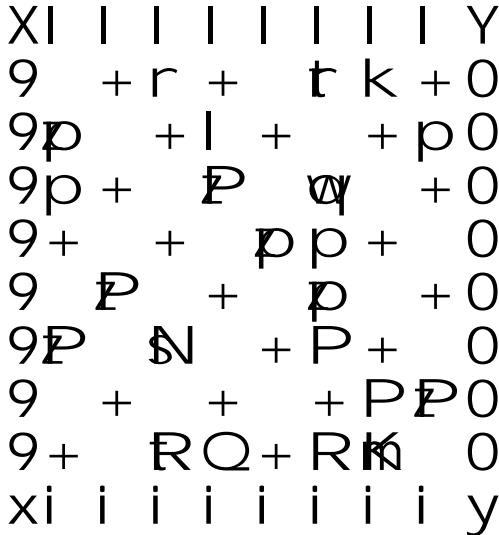 XIIIIIIIIY
9 +r+ trk+0
9zp +l+ +p0
9p+ zP wq +0
9+ + zpp+ 0
9 zP + zp +0
9zP sN +P+ 0
9 + + +PzP0
9+ tRQ+RmK 0
xiiiiiiiiy